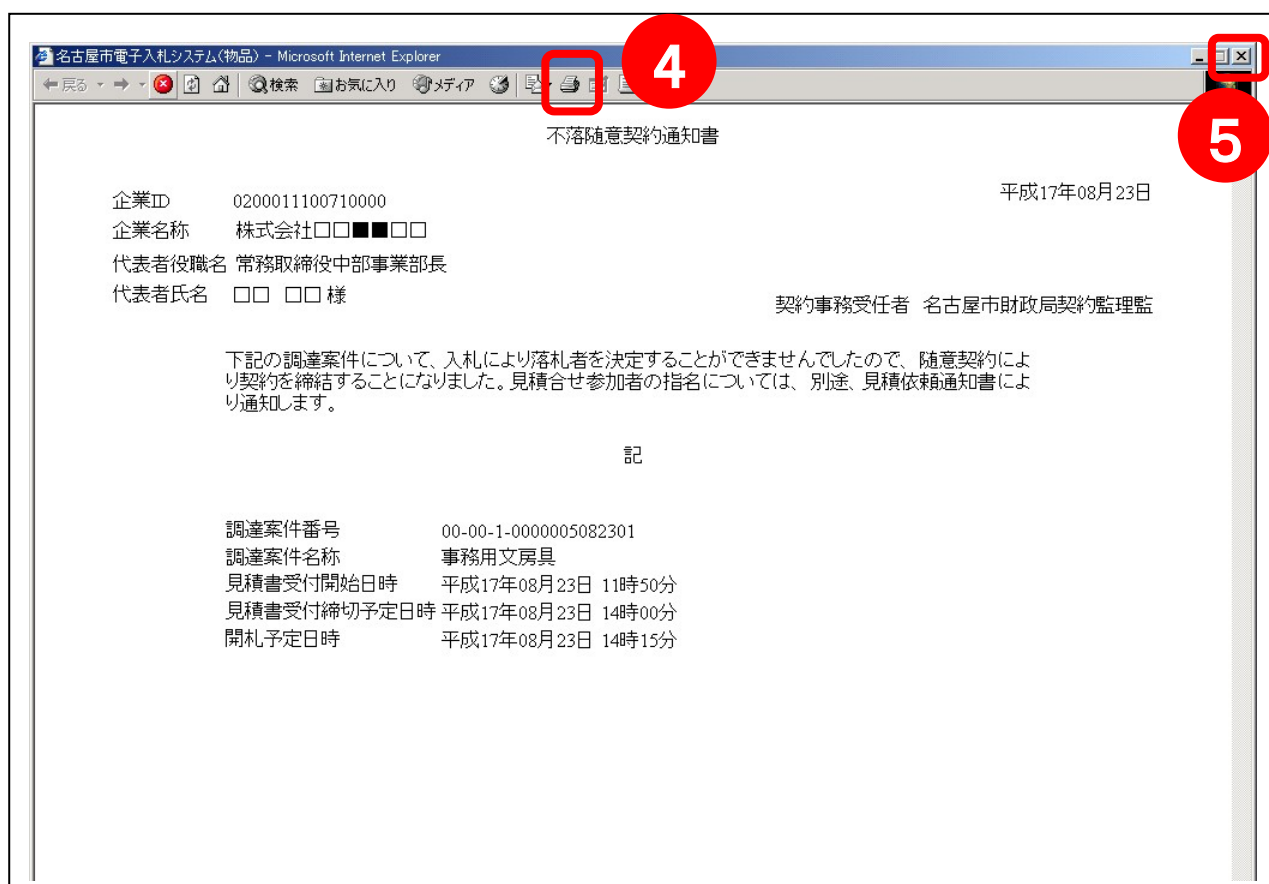 名古屋市電子入札システム(物品) - Microsoft Internet Explorer
戻る 検索 お気に入り メディア
4
5
不落随意契約通知書
平成17年08月23日
企業ID 0200011100710000
企業名称 株式会社□□■■□□
代表者役職名 常務取締役中部事業部長
代表者氏名 □□ □□ 様
契約事務受任者 名古屋市財政局契約監理監
下記の調達案件について、入札により落札者を決定することができませんでしたので、随意契約によ
り契約を締結することになりました。見積合せ参加者の指名については、別途、見積依頼通知書によ
り通知します。
記
調達案件番号 00-00-1-0000005082301
調達案件名称 事務用文房具
見積書受付開始日時 平成17年08月23日 11時50分
見積書受付締切予定日時 平成17年08月23日 14時00分
開札予定日時 平成17年08月23日 14時15分